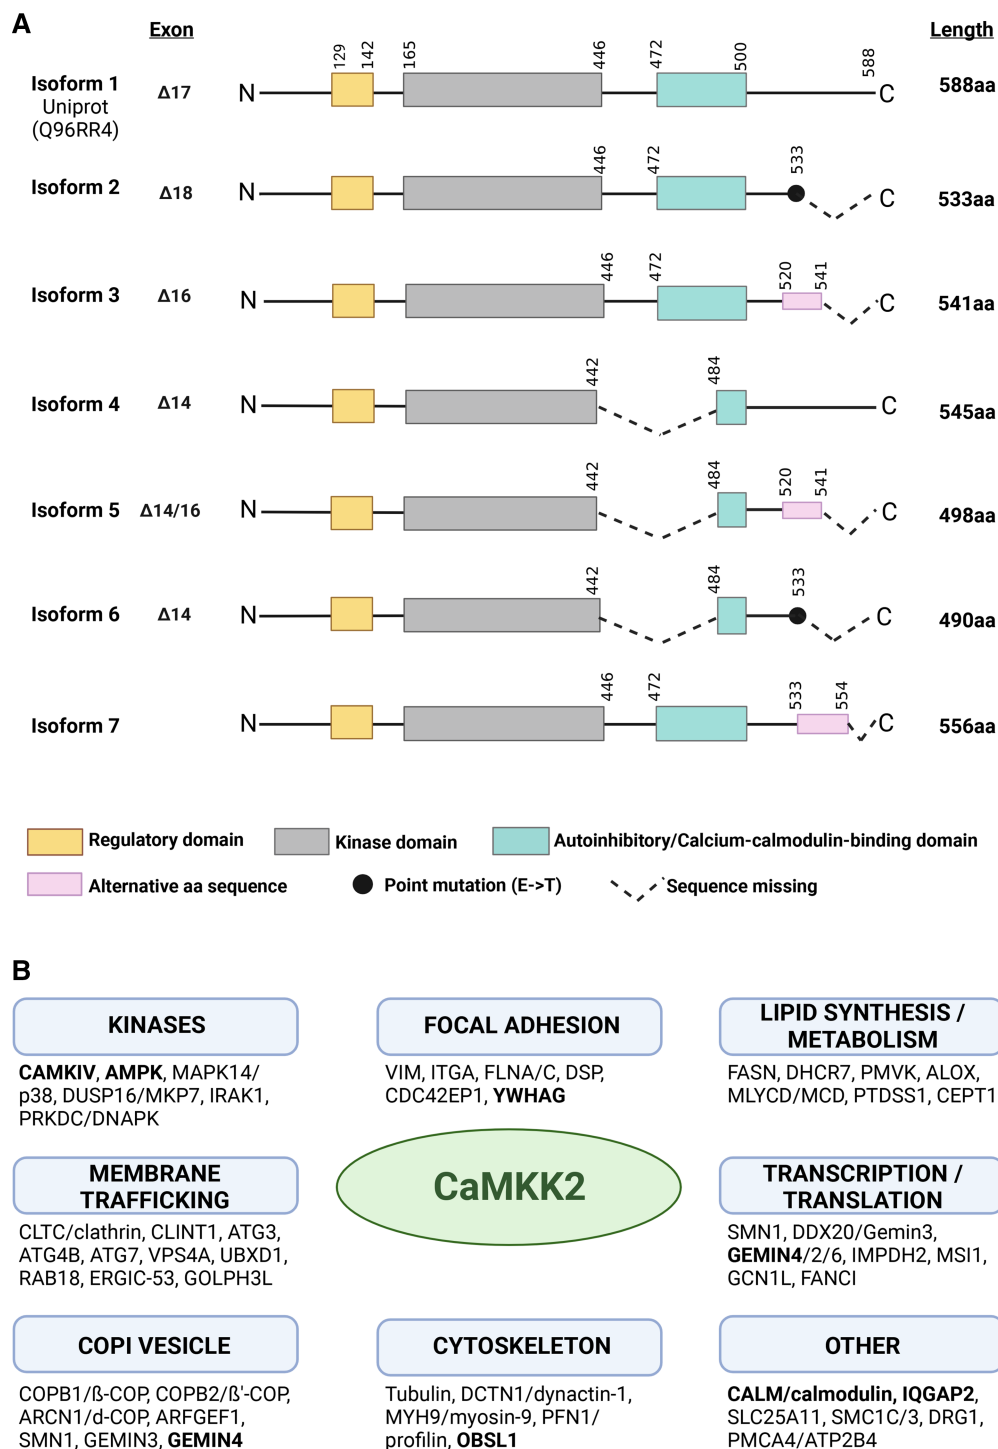 A
Exon
Length
129
142
165
446
472
500
588
Isoform 1
Uniprot
(Q96RR4)
Δ17
N
C
588aa
446
472
533
Isoform 2
Δ18
N
C
533aa
446
472
520
541
Isoform 3
Δ16
N
C
541aa
442
484
Isoform 4
Δ14
N
C
545aa
442
484
520
541
Isoform 5
Δ14/16
N
C
498aa
442
484
533
Isoform 6
Δ14
N
C
490aa
446
472
533
554
Isoform 7
N
C
556aa
Regulatory domain
Kinase domain
Autoinhibitory/Calcium-calmodulin-binding domain
Alternative aa sequence
Point mutation (E->T)
Sequence missing
B
KINASES
CAMKIV, AMPK, MAPK14/
p38, DUSP16/MKP7, IRAK1,
PRKDC/DNAPK
FOCAL ADHESION
VIM, ITGA, FLNA/C, DSP,
CDC42EP1, YWHAG
LIPID SYNTHESIS /
METABOLISM
FASN, DHCR7, PMVK, ALOX,
MLYCD/MCD, PTDSS1, CEPT1
MEMBRANE
TRAFFICKING
CLTC/clathrin, CLINT1, ATG3,
ATG4B, ATG7, VPS4A, UBXD1,
RAB18, ERGIC-53, GOLPH3L
CaMKK2
TRANSCRIPTION /
TRANSLATION
SMN1, DDX20/Gemin3,
GEMIN4/2/6, IMPDH2, MSI1,
GCN1L, FANCI
COPI VESICLE
COPB1/ß-COP, COPB2/ß'-COP,
ARCN1/d-COP, ARFGEF1,
SMN1, GEMIN3, GEMIN4
CYTOSKELETON
Tubulin, DCTN1/dynactin-1,
MYH9/myosin-9, PFN1/
profilin, OBSL1
OTHER
CALM/calmodulin, IQGAP2,
SLC25A11, SMC1C/3, DRG1,
PMCA4/ATP2B4